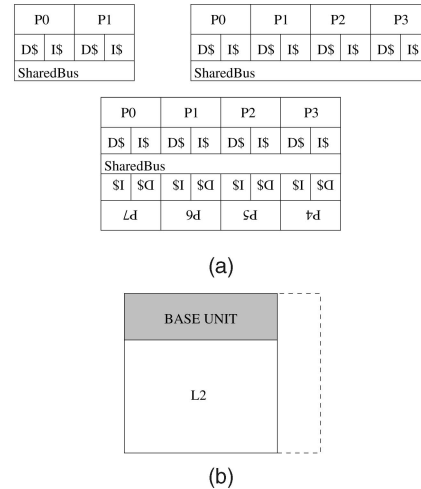 P0 P1
D$ I$ D$ I$
SharedBus
P0 P1 P2 P3
D$ I$ D$ I$ D$ I$ D$ I$
SharedBus
P0 P1 P2 P3
D$ I$ D$ I$ D$ I$ D$ I$
SharedBus
I$ D$ I$ D$ I$ D$ I$ D$
P7 P6 P5 P4
(a)
BASE UNIT
L2
(b)